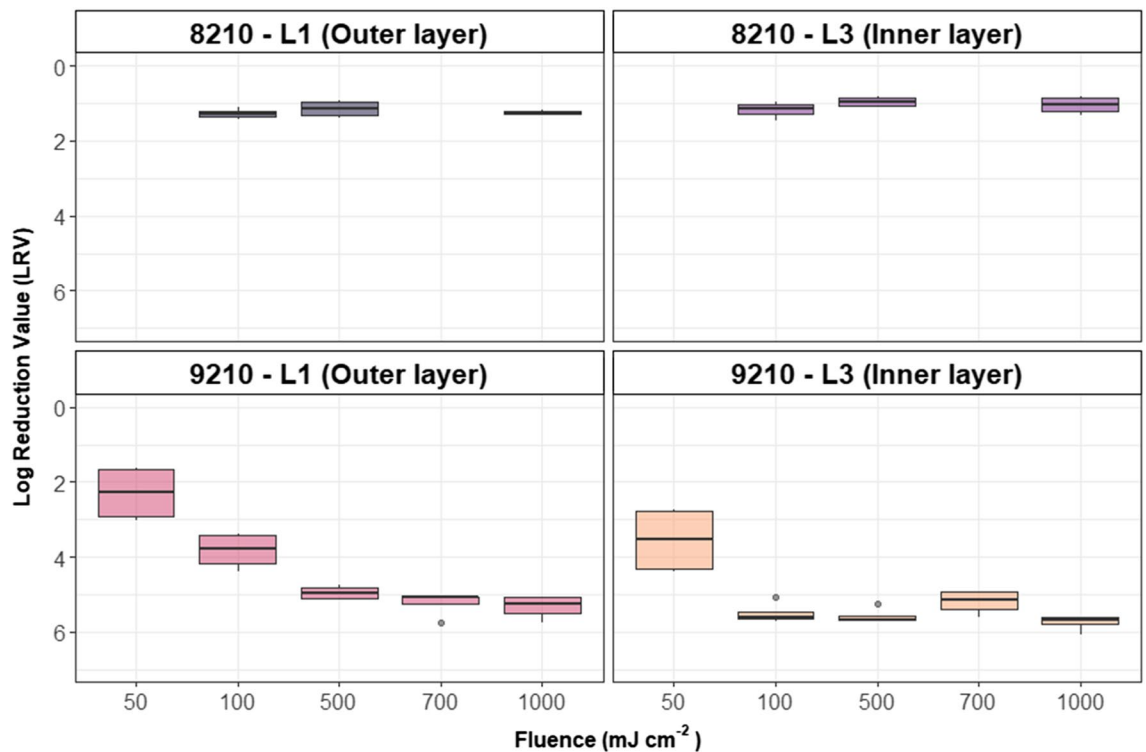 8210 - L1 (Outer layer)
8210 - L3 (Inner layer)
0
2
4
6
9210 - L1 (Outer layer)
9210 - L3 (Inner layer)
0
2
4
6
Log Reduction Value (LRV)
50 100 500 700 1000
50 100 500 700 1000
Fluence (mJ cm⁻² )